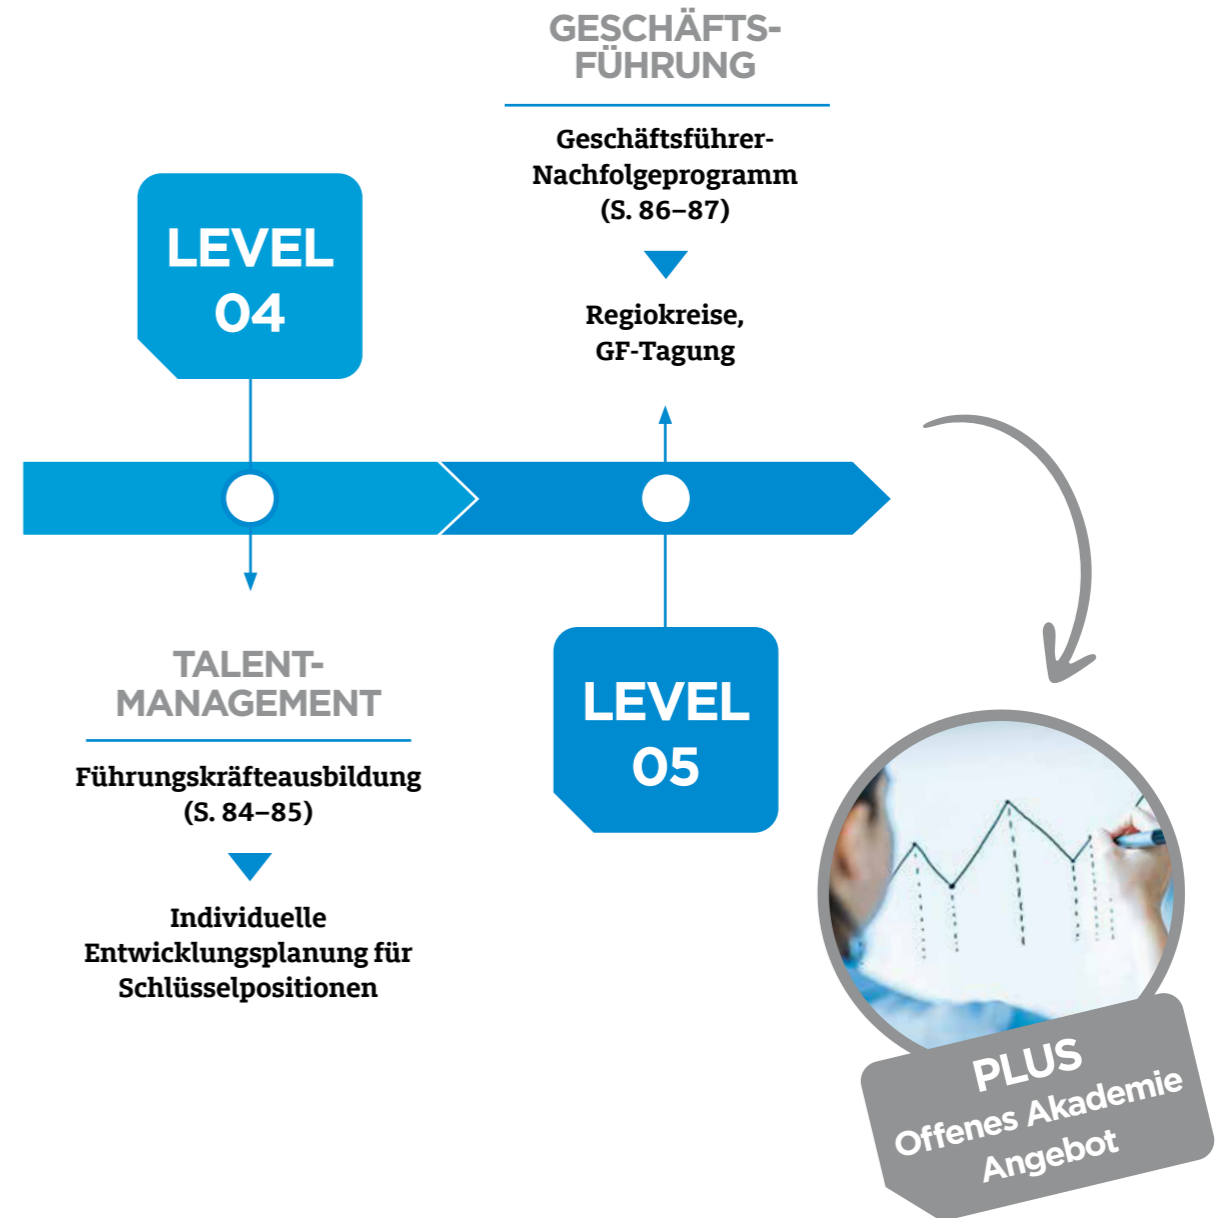 GESCHÄFTS-
FÜHRUNG
Geschäftsführer-
Nachfolgeprogramm
(S. 86–87)
Regiokreise,
GF-Tagung
LEVEL
04
TALENT-
MANAGEMENT
Führungskräfteausbildung
(S. 84–85)
Individuelle
Entwicklungsplanung für
Schlüsselpositionen
LEVEL
05
PLUS
Offenes Akademie
Angebot